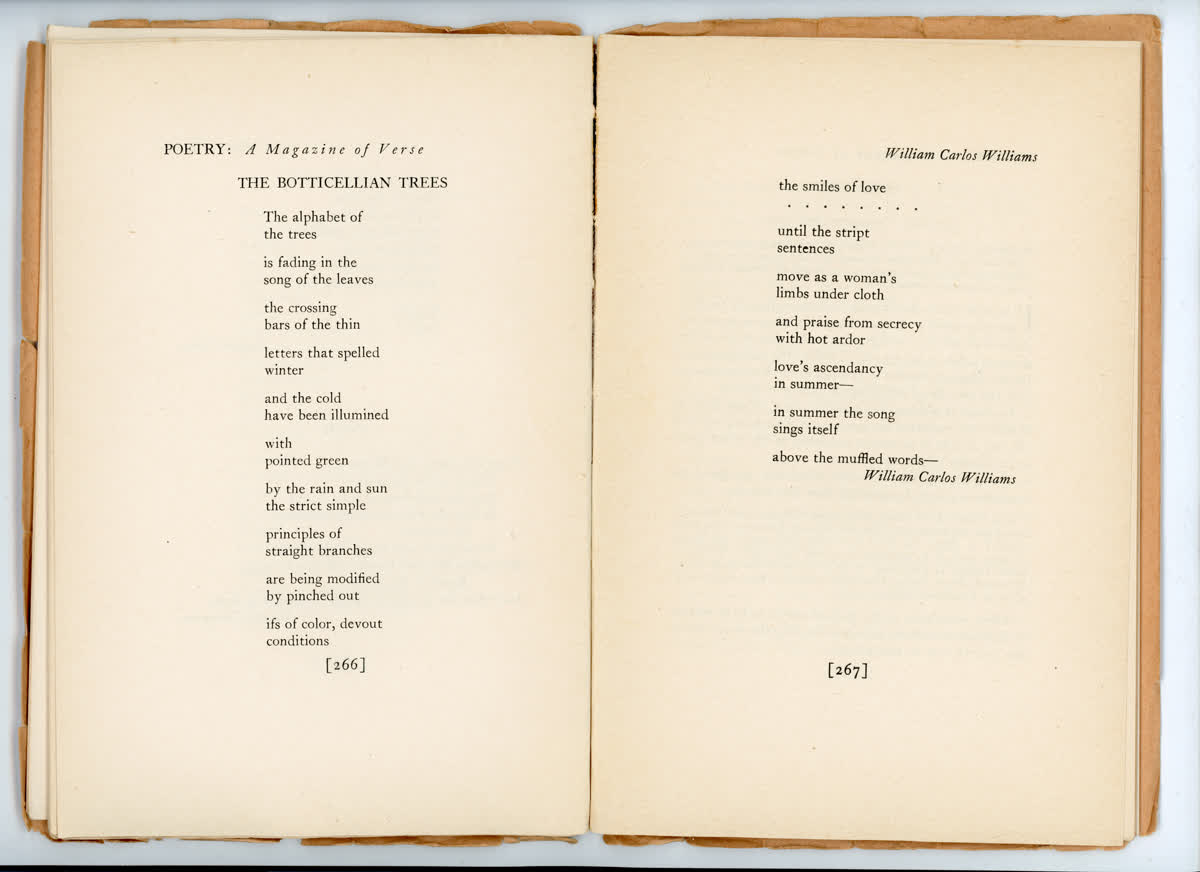 POETRY: A Magazine of Verse
THE BOTTICELLIAN TREES
The alphabet of
the trees
is fading in the
song of the leaves
the crossing
bars of the thin
letters that spelled
winter
and the cold
have been illumined
with
pointed green
by the rain and sun
the strict simple
principles of
straight branches
are being modified
by pinched out
ifs of color, devout
conditions
[266]
William Carlos Williams
the smiles of love
. . . . . . . .
until the stript
sentences
move as a woman's
limbs under cloth
and praise from secrecy
with hot ardor
love's ascendancy
in summer—
in summer the song
sings itself
above the muffled words—
William Carlos Williams
[267]